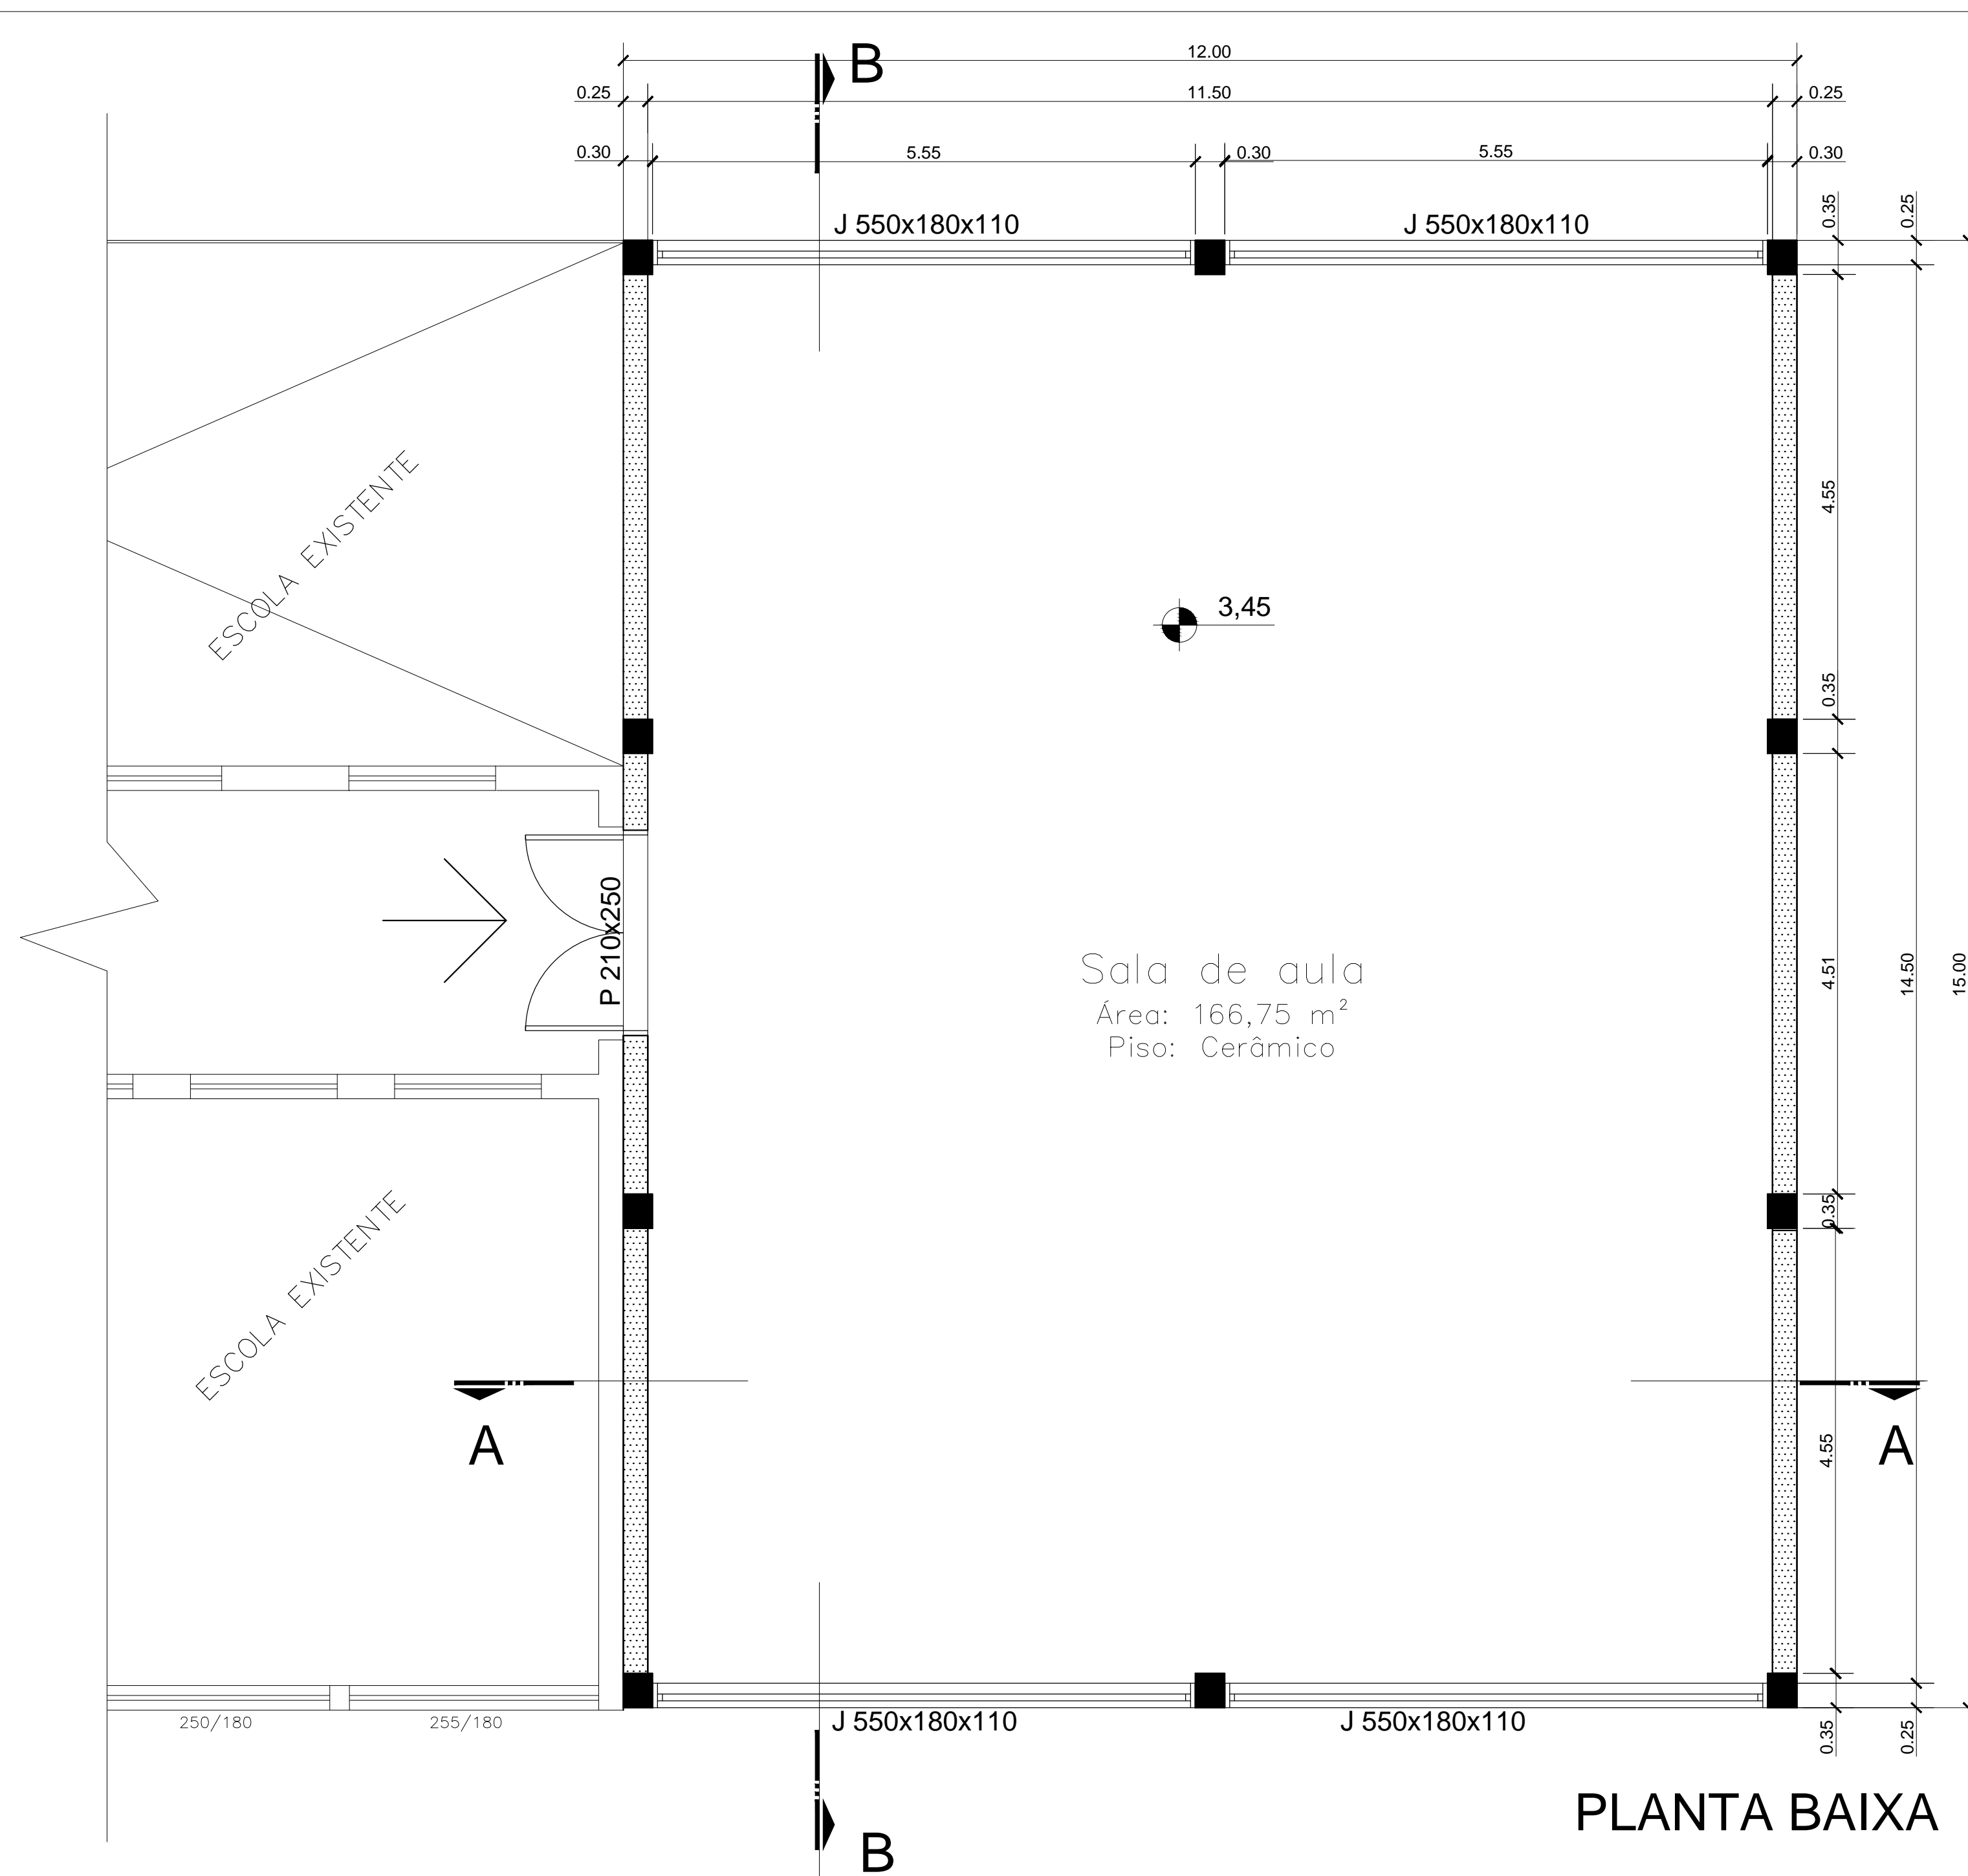 12.00
B
0.25
11.50
0.25
0.30
5.55
0.30
5.55
0.30
J 550x180x110
J 550x180x110
0.35
0.25
ESCOLA EXISTENTE
4.55
3,45
0.35
P 210x250
Sala de aula
Área: 166,75 m²
Piso: Cerâmico
4.51
14.50
15.00
ESCOLA EXISTENTE
0.35
A
A
4.55
250/180
255/180
J 550x180x110
J 550x180x110
0.35
0.25
B
PLANTA BAIXA